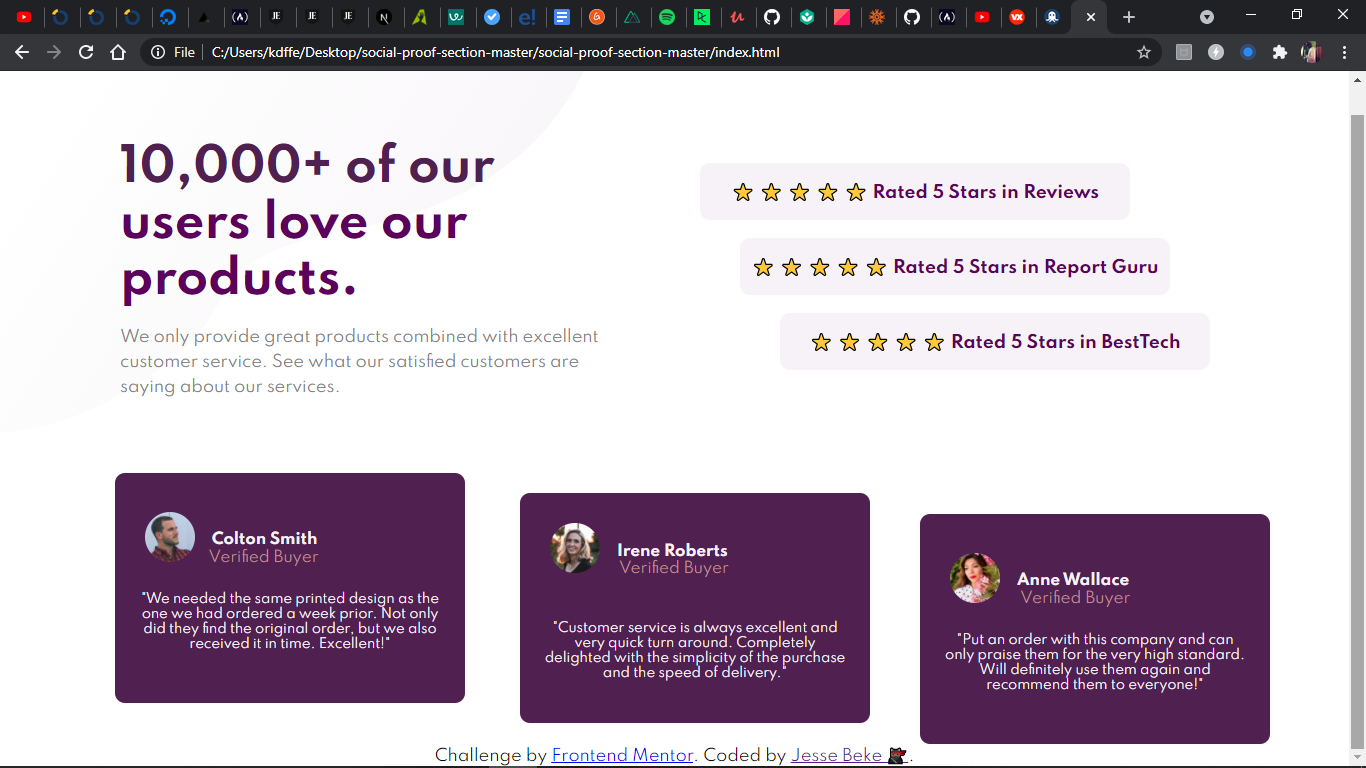 File C:/Users/kdffe/Desktop/social-proof-section-master/social-proof-section-master/index.html
10,000+ of our
users love our
products.
We only provide great products combined with excellent
customer service. See what our satisfied customers are
saying about our services.
Rated 5 Stars in Reviews
Rated 5 Stars in Report Guru
Rated 5 Stars in BestTech
Colton Smith
Verified Buyer
"We needed the same printed design as the
one we had ordered a week prior. Not only
did they find the original order, but we also
received it in time. Excellent!"
Irene Roberts
Verified Buyer
"Customer service is always excellent and
very quick turn around. Completely
delighted with the simplicity of the purchase
and the speed of delivery."
Anne Wallace
Verified Buyer
"Put an order with this company and can
only praise them for the very high standard.
Will definitely use them again and
recommend them to everyone!"
Challenge by Frontend Mentor. Coded by Jesse Beke .